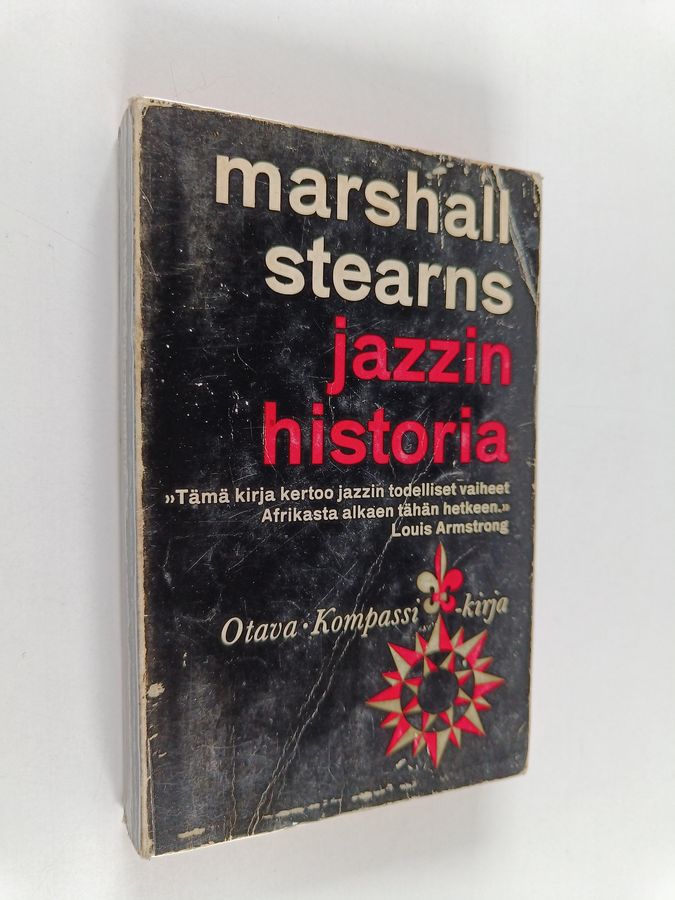 marshall
stearns
jazzin
historia
»Tämä kirja kertoo jazzin todelliset vaiheet
Afrikasta alkaen tähän hetkeen.»
Louis Armstrong
Otava · Kompassi -kirja